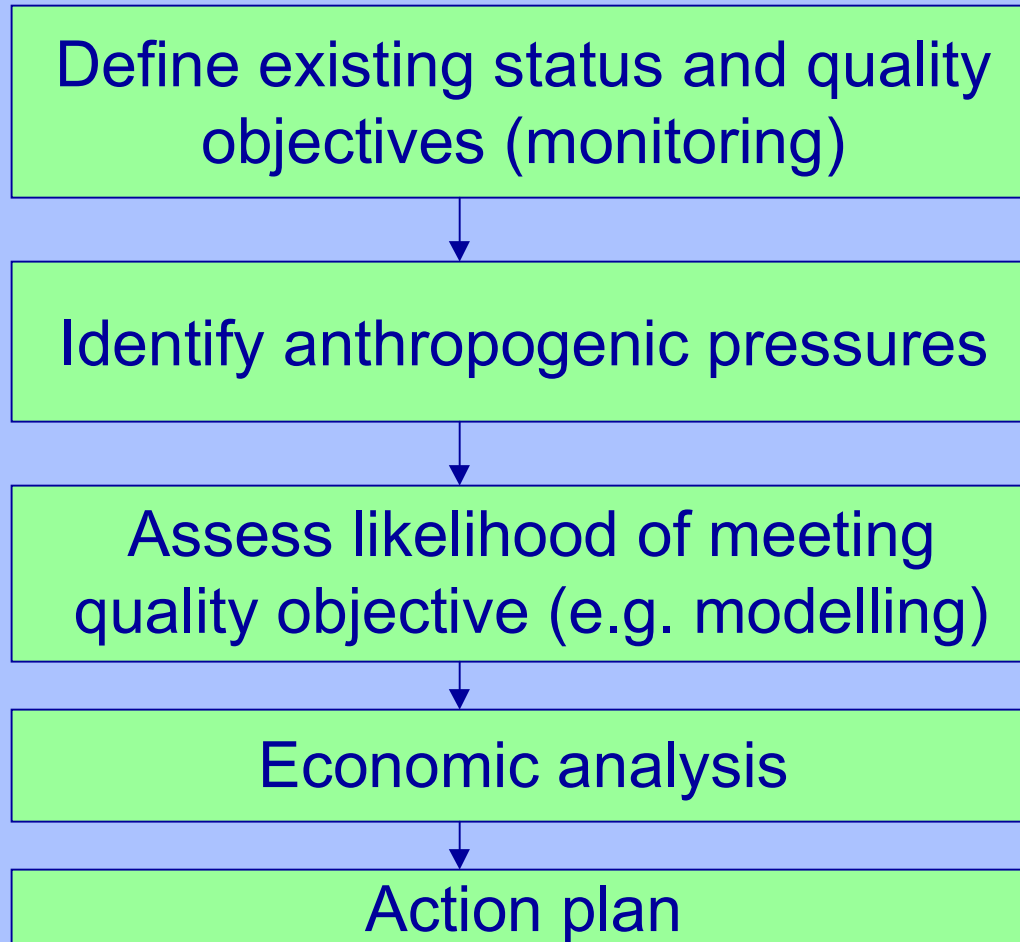 Define existing status and quality
objectives (monitoring)
Identify anthropogenic pressures
Assess likelihood of meeting
quality objective (e.g. modelling)
Economic analysis
Action plan